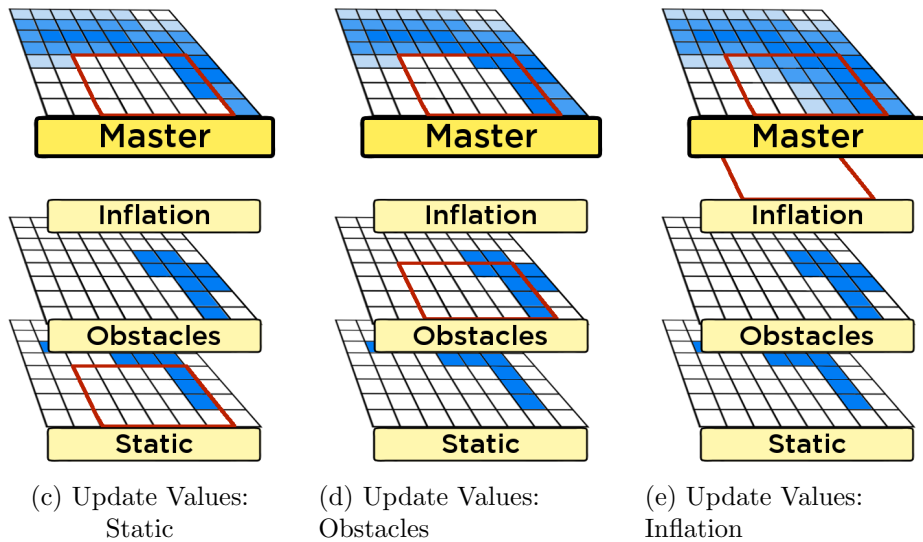 Master
Master
Master
Inflation
Inflation
Inflation
Obstacles
Obstacles
Obstacles
Static
Static
Static
(c) Update Values:
Static
(d) Update Values:
Obstacles
(e) Update Values:
Inflation